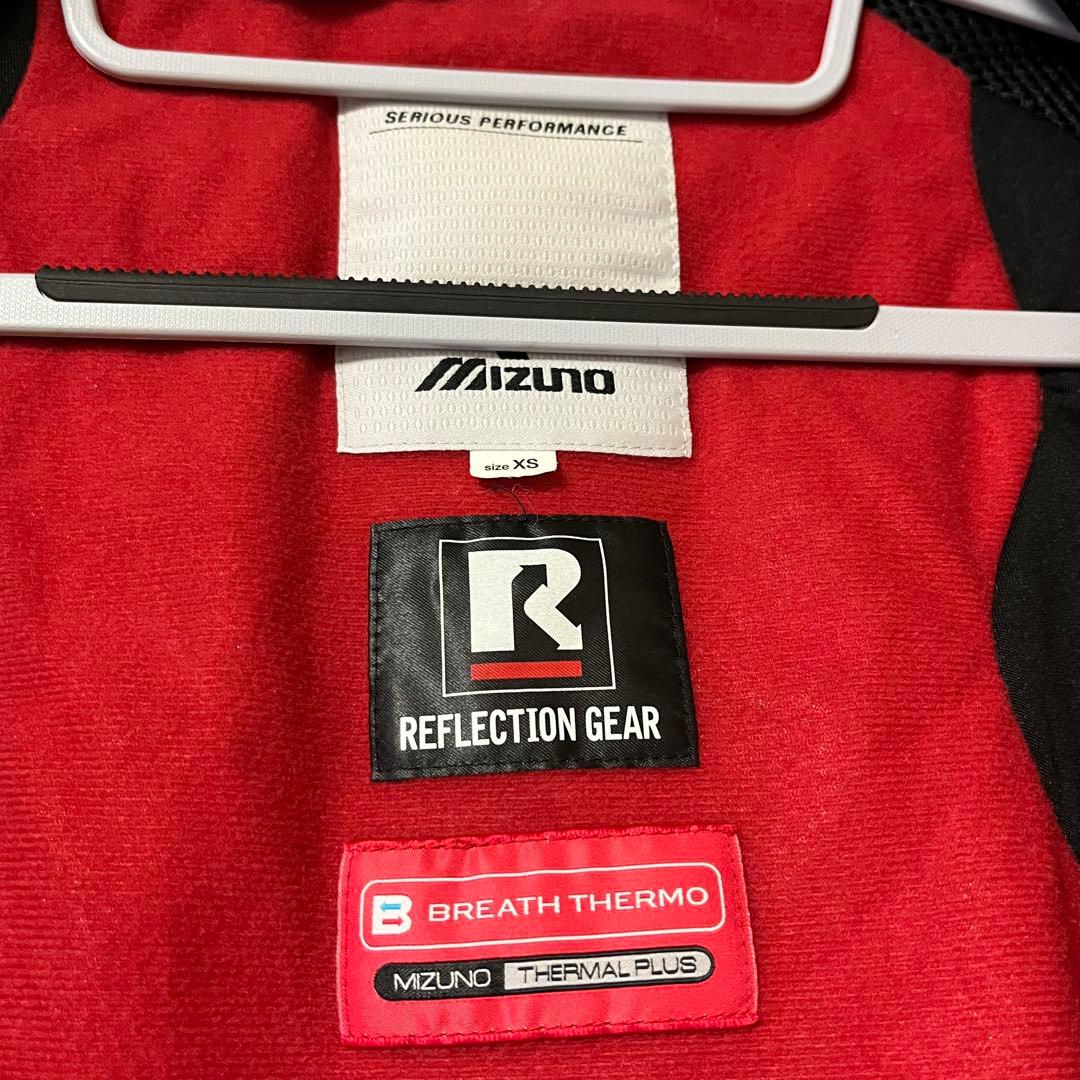 SERIOUS PERFORMANCE
MIZUNO
size XS
R
REFLECTION GEAR
B BREATH THERMO
MIZUNO THERMAL PLUS